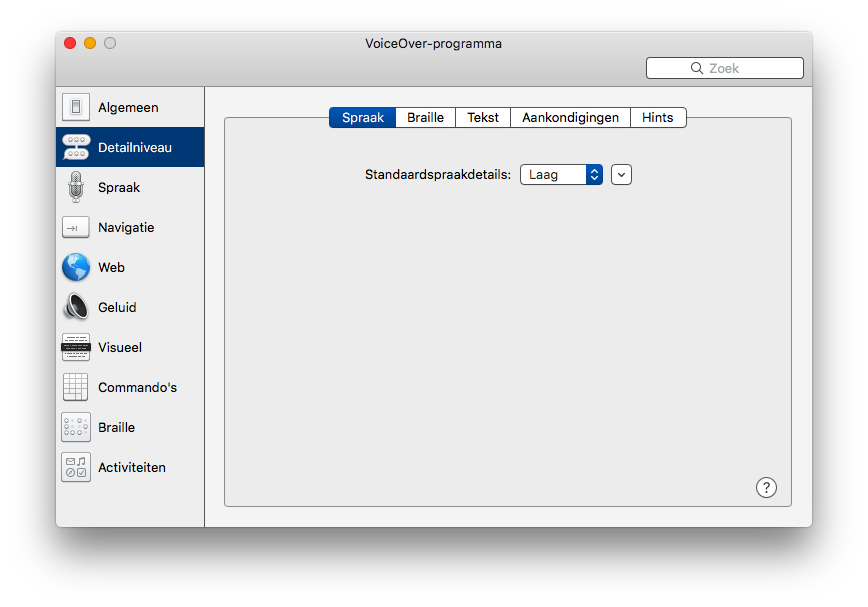 VoiceOver-programma
Zoek
Algemeen
Detailniveau
Spraak
Navigatie
Web
Geluid
Visueel
Commando's
Braille
Activiteiten
Spraak Braille Tekst Aankondigingen Hints
Standaardspraakdetails: Laag
?